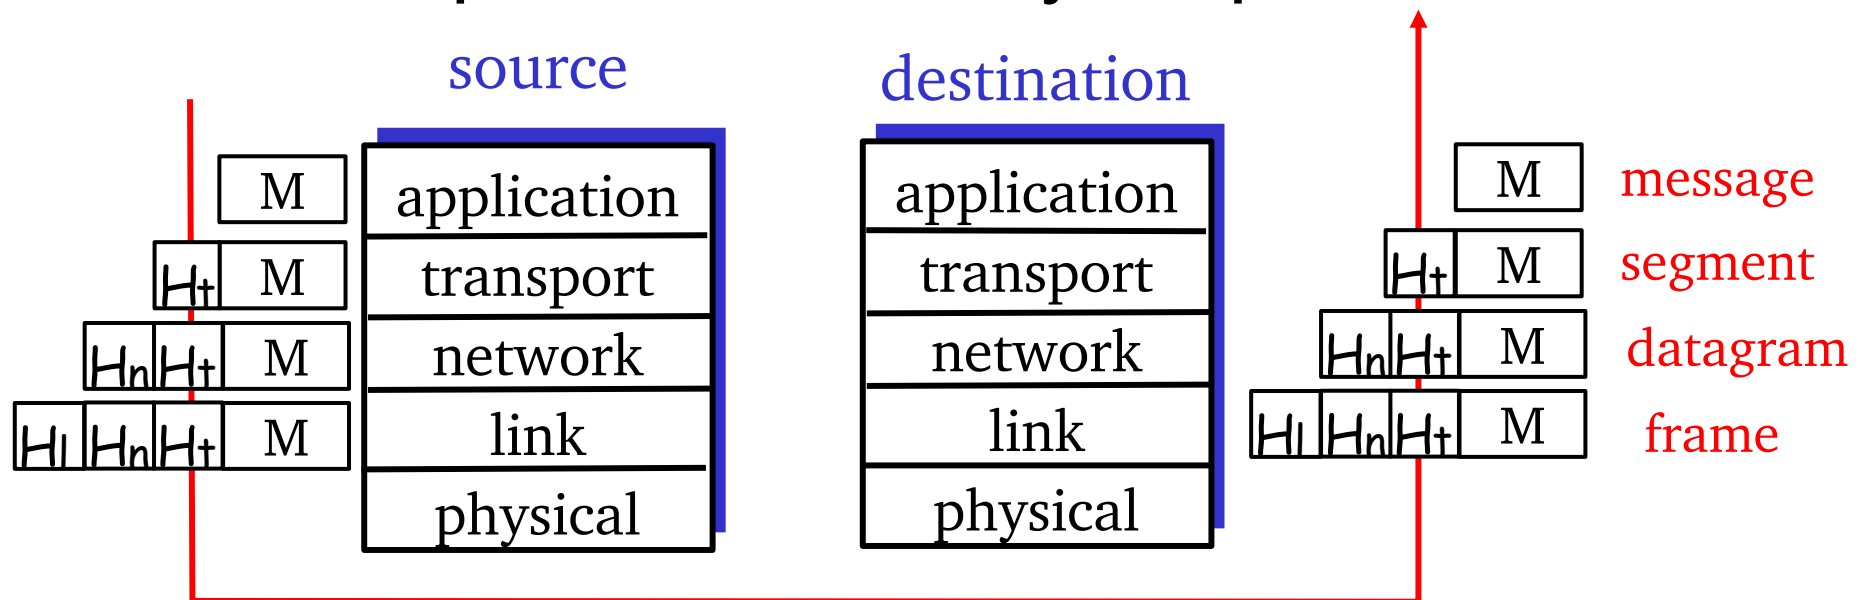 source destination
M application application M message
Ht M transport transport Ht M segment
Hn Ht M network network Hn Ht M datagram
Hl Hn Ht M link link Hl Hn Ht M frame
physical physical